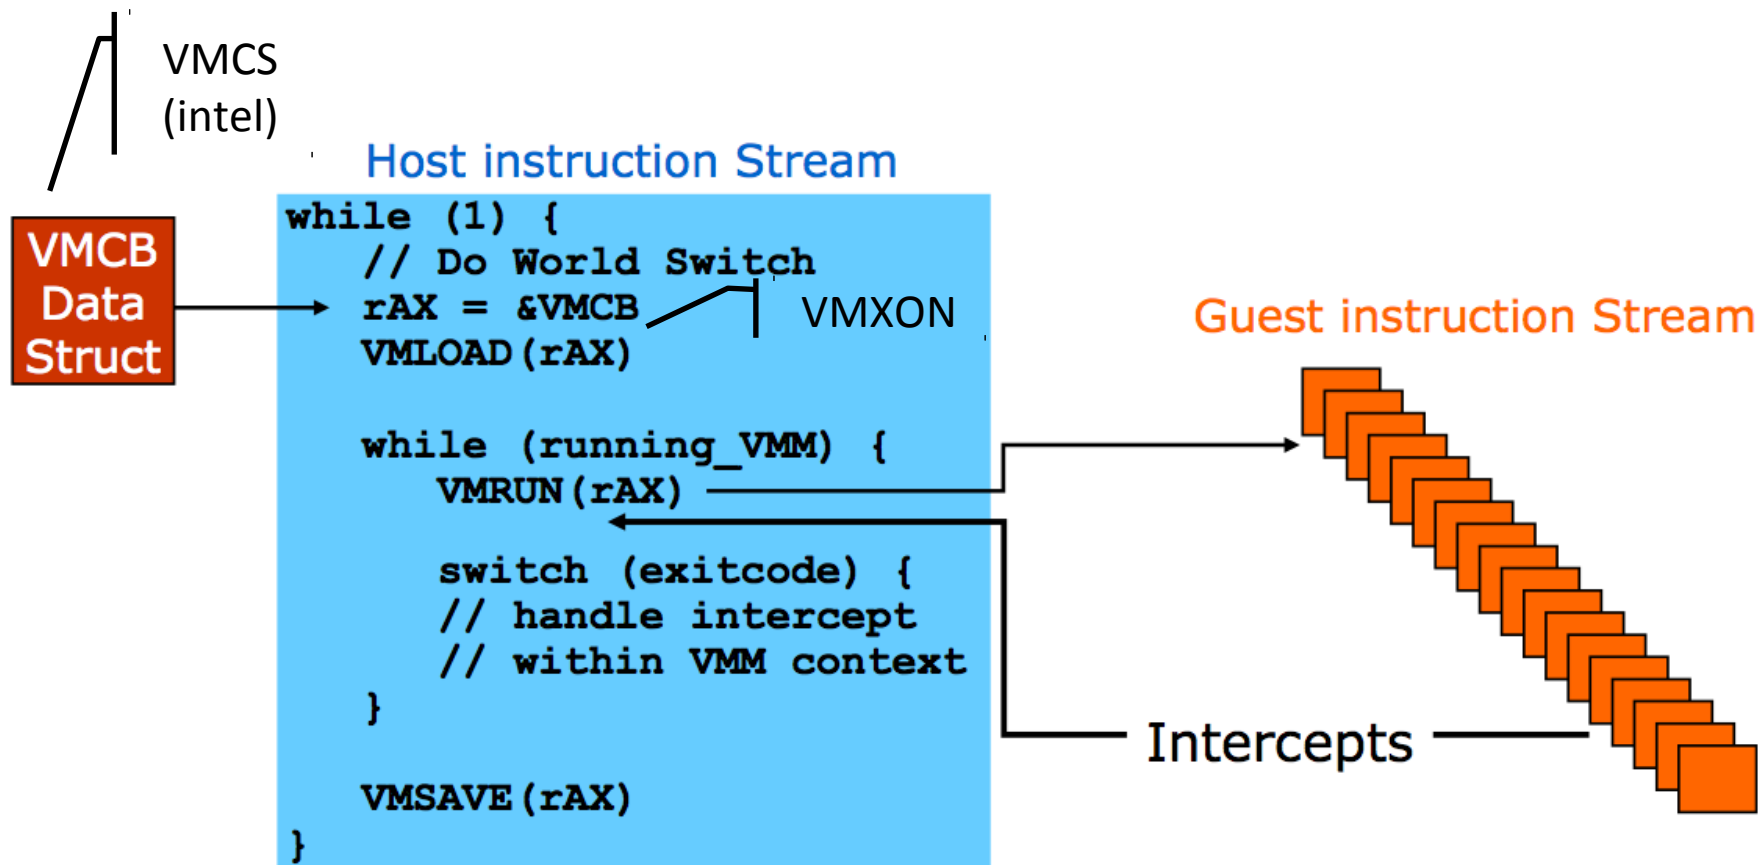 VMCS
(intel)
Host instruction Stream
VMCB
Data
Struct
while (1) {
// Do World Switch
rAX = &VMCB
VMXON
VMLOAD(rAX)
while (running_VMM) {
VMRUN(rAX)
switch (exitcode) {
// handle intercept
// within VMM context
}
VMSAVE(rAX)
}
Guest instruction Stream
Intercepts